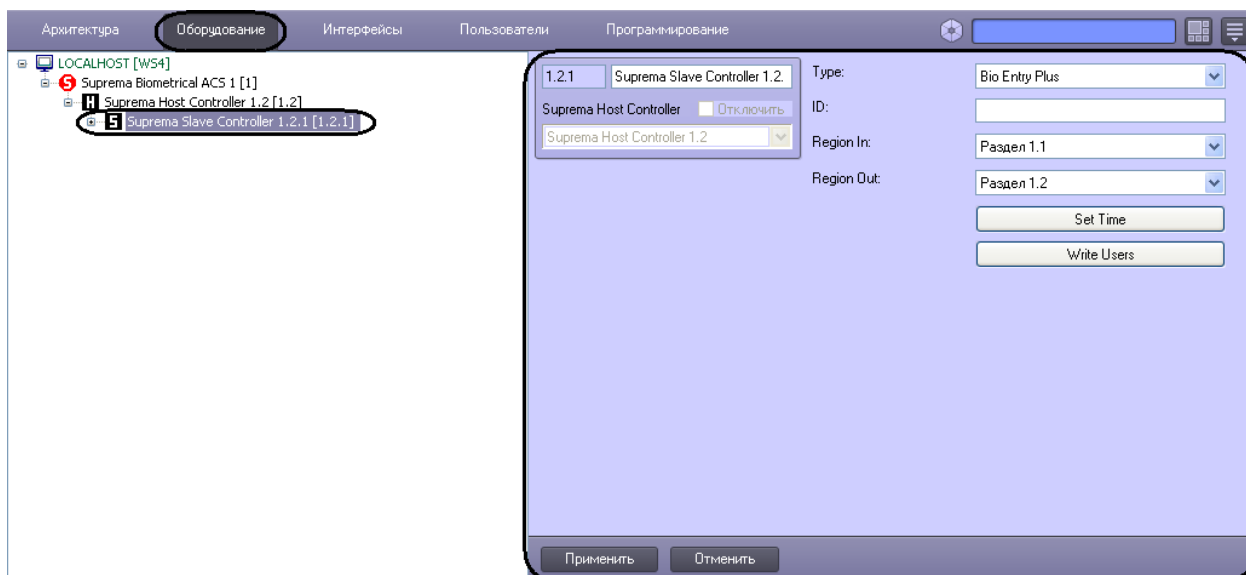 Архитектура Оборудование Интерфейсы Пользователи Программирование
LOCALHOST [WS4]
Suprema Biometrical ACS 1 [1]
Suprema Host Controller 1.2 [1.2]
Suprema Slave Controller 1.2.1 [1.2.1]
1.2.1 Suprema Slave Controller 1.2.
Suprema Host Controller Отключить
Suprema Host Controller 1.2
Type: Bio Entry Plus
ID:
Region In: Раздел 1.1
Region Out: Раздел 1.2
Set Time
Write Users
Применить Отменить